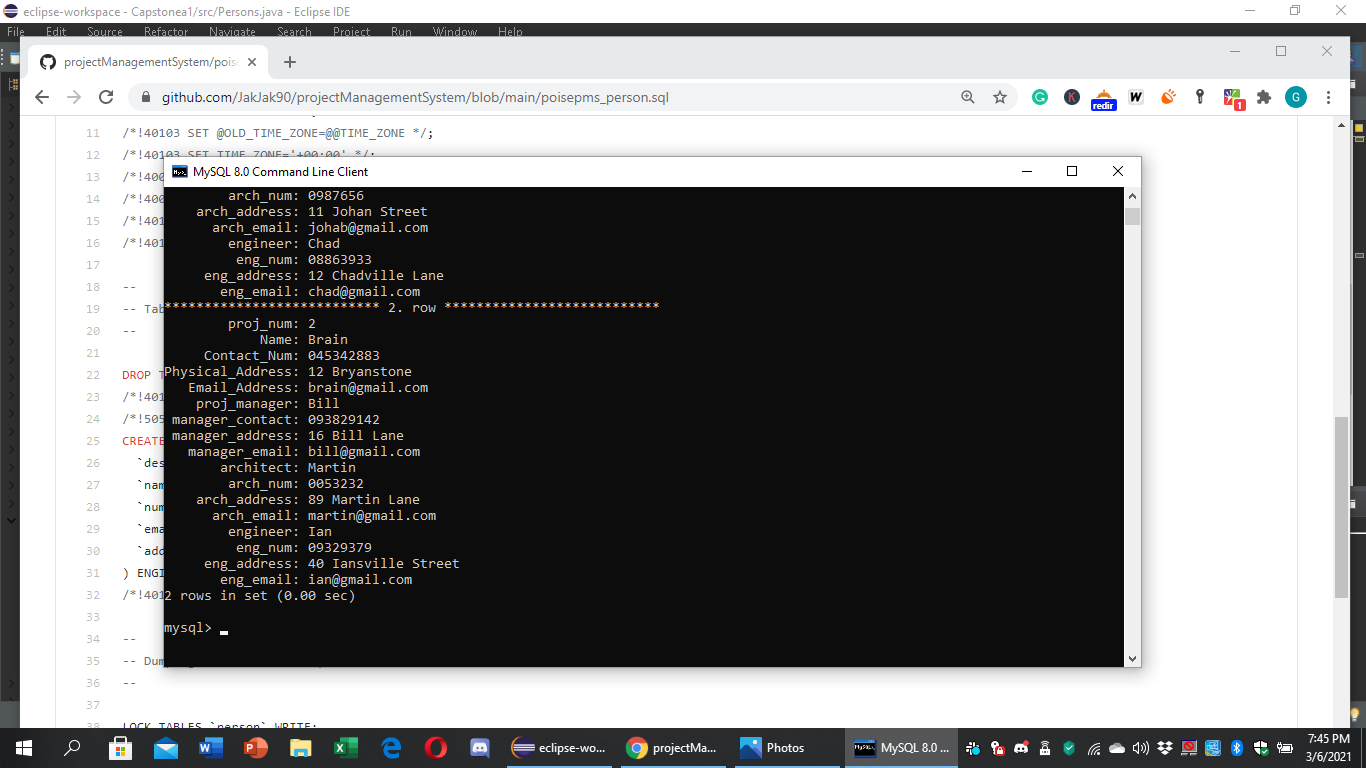 eclipse-workspace - Capstonea1/src/Persons.java - Eclipse IDE
File Edit Source Refactor Navigate Search Project Run Window Help
projectManagementSystem/pois
github.com/JakJak90/projectManagementSystem/blob/main/poisepms_person.sql
redir
W
1
G
11 /*!40103 SET @OLD_TIME_ZONE=@@TIME_ZONE */;
12 /*!40103 SET TIME_ZONE='+00:00' */;
13 /*!400
14 /*!400
15 /*!401
16 /*!401
17
18 --
19 -- Tab
20 --
21
22 DROP T
23 /*!401
24 /*!505
25 CREATE
26 `des
27 `nam
28 `num
29 `ema
30 `add
31 ) ENGI
32 /*!401
33
34 --
35 -- Dum
36 --
37
38 LOCK TABLES `person` WRITE;
MySQL 8.0 Command Line Client
arch_num: 0987656
arch_address: 11 Johan Street
arch_email: johab@gmail.com
engineer: Chad
eng_num: 08863933
eng_address: 12 Chadville Lane
eng_email: chad@gmail.com
*************************** 2. row ***************************
proj_num: 2
Name: Brain
Contact_Num: 045342883
Physical_Address: 12 Bryanstone
Email_Address: brain@gmail.com
proj_manager: Bill
manager_contact: 093829142
manager_address: 16 Bill Lane
manager_email: bill@gmail.com
architect: Martin
arch_num: 0053232
arch_address: 89 Martin Lane
arch_email: martin@gmail.com
engineer: Ian
eng_num: 09329379
eng_address: 40 Iansville Street
eng_email: ian@gmail.com
2 rows in set (0.00 sec)
mysql>
eclipse-wo... projectMa... Photos MySQL 8.0 ... 7:45 PM
3/6/2021